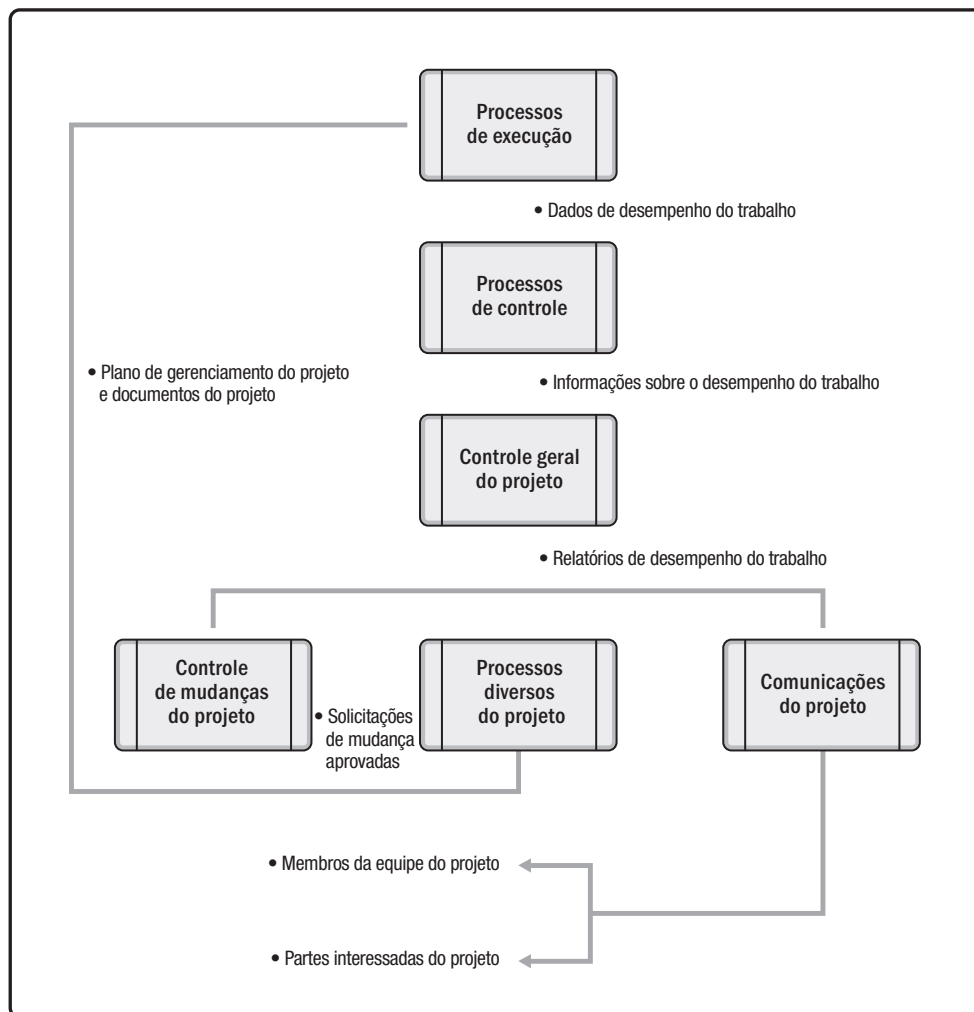 Processos
de execução
• Dados de desempenho do trabalho
Processos
de controle
• Plano de gerenciamento do projeto
e documentos do projeto
• Informações sobre o desempenho do trabalho
Controle geral
do projeto
• Relatórios de desempenho do trabalho
Controle
de mudanças
do projeto
• Solicitações
de mudança
aprovadas
Processos
diversos
do projeto
Comunicações
do projeto
• Membros da equipe do projeto
• Partes interessadas do projeto